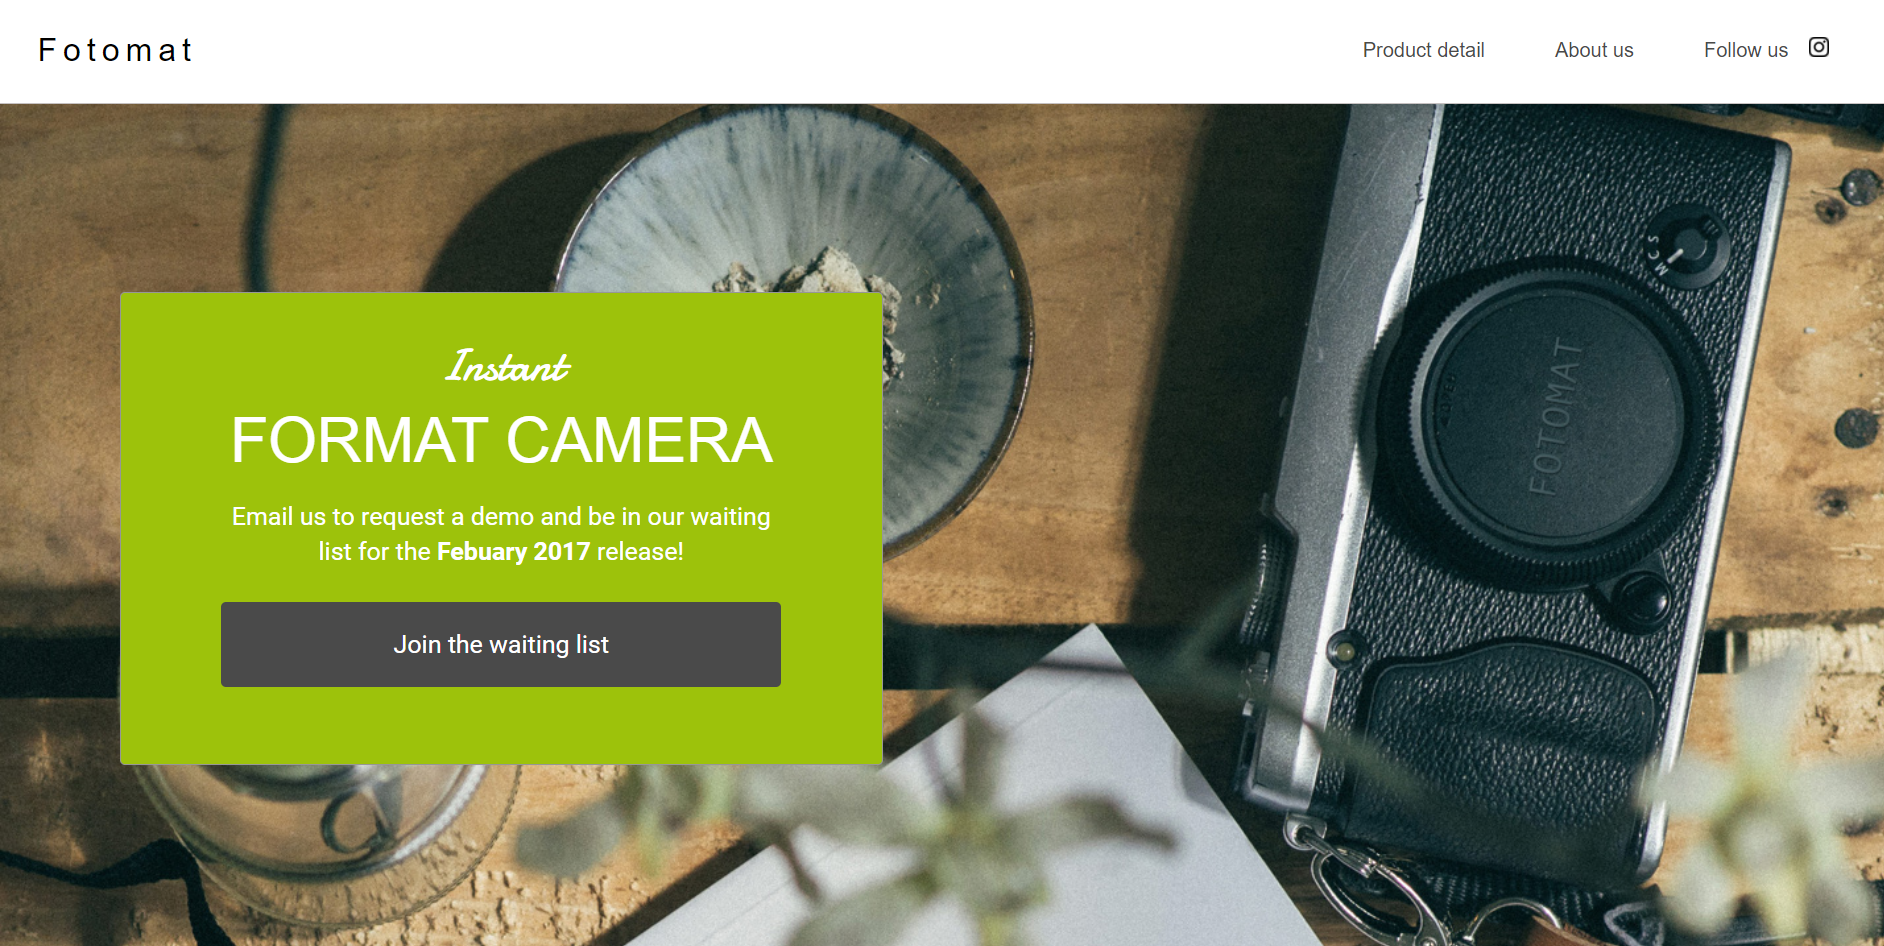 Fotomat
Product detail
About us
Follow us
Instant
FORMAT CAMERA
Email us to request a demo and be in our waiting
list for the Febuary 2017 release!
Join the waiting list
FOTOMAT
S
C
M